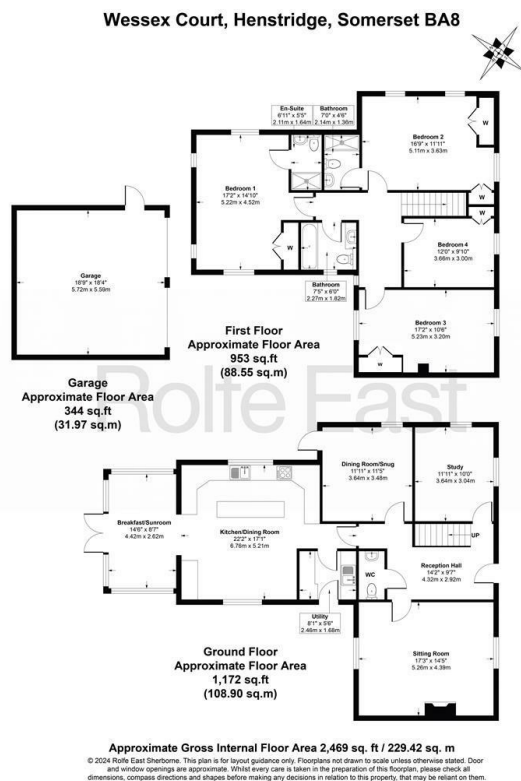 Wessex Court, Henstridge, Somerset BA8
En-Suite
6'11" x 5'5"
2.11m x 1.64m
Bathroom
7'0" x 4'6"
2.14m x 1.36m
Bedroom 2
16'9" x 11'11"
5.11m x 3.63m
W
Bedroom 1
17'2" x 14'10"
5.22m x 4.52m
W
W
W
Bedroom 4
12'0" x 9'10"
3.66m x 3.00m
Garage
18'9" x 18'4"
5.72m x 5.59m
Bathroom
7'5" x 6'0"
2.27m x 1.82m
Bedroom 3
17'2" x 10'6"
5.23m x 3.20m
W
First Floor
Approximate Floor Area
953 sq.ft
(88.55 sq.m)
Garage
Approximate Floor Area
344 sq.ft
(31.97 sq.m)
Rolfe East
Dining Room/Snug
11'11" x 11'5"
3.64m x 3.48m
Study
11'11" x 10'0"
3.64m x 3.04m
Breakfast/Sunroom
14'6" x 8'7"
4.42m x 2.62m
Kitchen/Dining Room
22'2" x 17'1"
6.76m x 5.21m
UP
Reception Hall
14'2" x 9'7"
4.32m x 2.92m
WC
Utility
8'1" x 5'6"
2.46m x 1.68m
Sitting Room
17'3" x 14'5"
5.26m x 4.39m
Ground Floor
Approximate Floor Area
1,172 sq.ft
(108.90 sq.m)
Approximate Gross Internal Floor Area 2,469 sq. ft / 229.42 sq. m
© 2024 Rolfe East Sherborne. This plan is for layout guidance only. Floorplans not drawn to scale unless otherwise stated. Door
and window openings are approximate. Whilst every care is taken in the preparation of this floorplan, please check all
dimensions, compass directions and shapes before making any decisions in relation to this property, that may be reliant on them.